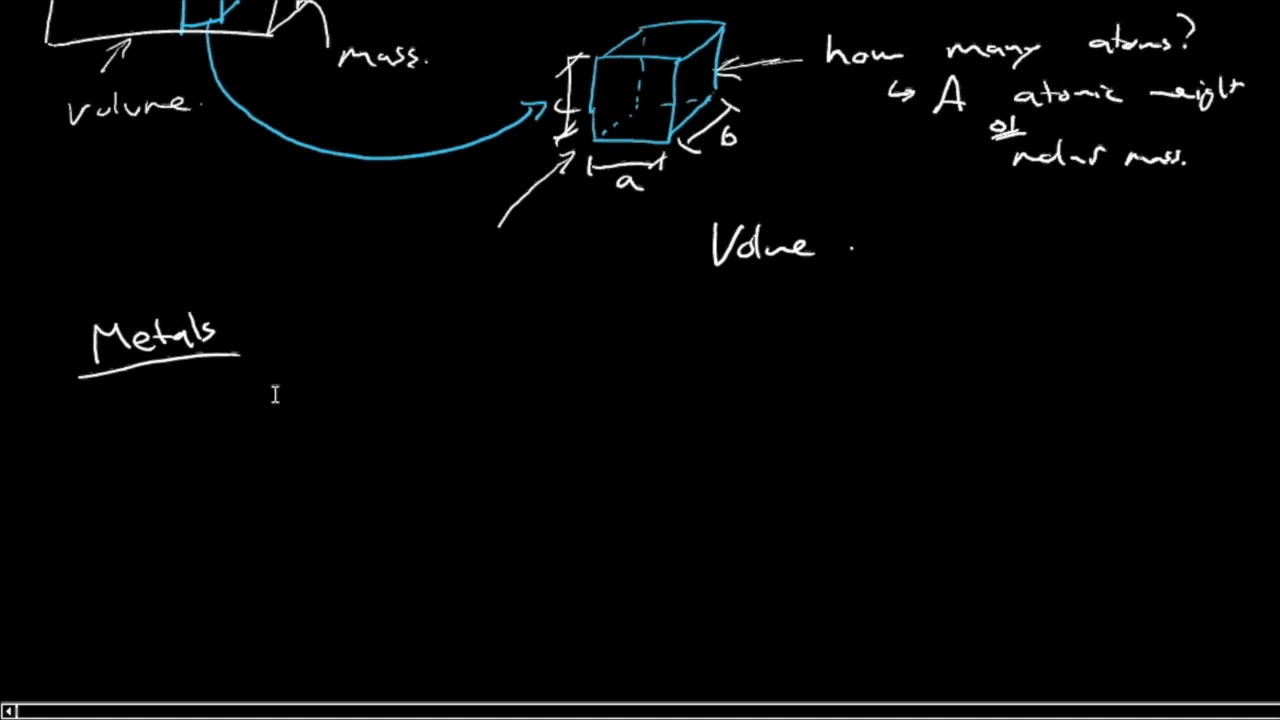 how many atoms?
mass.
volume.
↳ A atomic weight
or
molar mass.
c
b
a
Volume
Metals